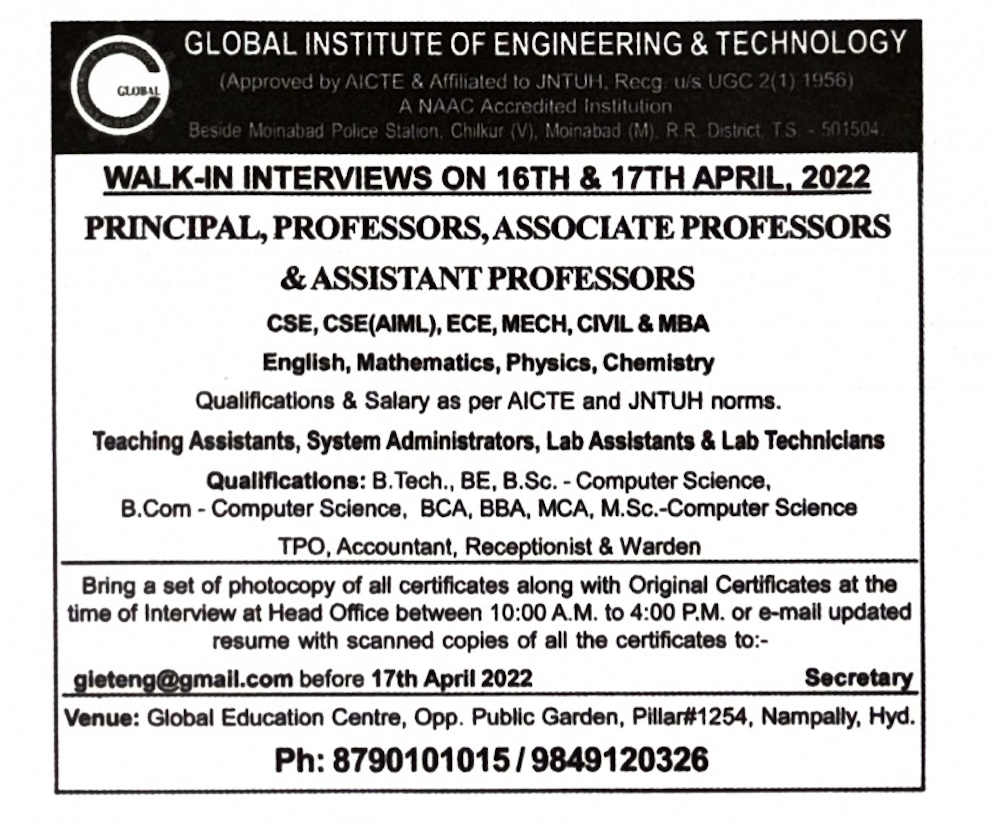 GLOBAL
GLOBAL INSTITUTE OF ENGINEERING & TECHNOLOGY
(Approved by AICTE & Affiliated to JNTUH, Recg. u/s UGC 2(1) 1956)
A NAAC Accredited Institution
Beside Moinabad Police Station, Chilkur (V), Moinabad (M), R.R. District, T.S. - 501504.
WALK-IN INTERVIEWS ON 16TH & 17TH APRIL, 2022
PRINCIPAL, PROFESSORS, ASSOCIATE PROFESSORS
& ASSISTANT PROFESSORS
CSE, CSE(AIML), ECE, MECH, CIVIL & MBA
English, Mathematics, Physics, Chemistry
Qualifications & Salary as per AICTE and JNTUH norms.
Teaching Assistants, System Administrators, Lab Assistants & Lab Technicians
Qualifications: B.Tech., BE, B.Sc. - Computer Science,
B.Com - Computer Science, BCA, BBA, MCA, M.Sc.-Computer Science
TPO, Accountant, Receptionist & Warden
Bring a set of photocopy of all certificates along with Original Certificates at the
time of Interview at Head Office between 10:00 A.M. to 4:00 P.M. or e-mail updated
resume with scanned copies of all the certificates to:-
gieteng@gmail.com before 17th April 2022 Secretary
Venue: Global Education Centre, Opp. Public Garden, Pillar#1254, Nampally, Hyd.
Ph: 8790101015 / 9849120326